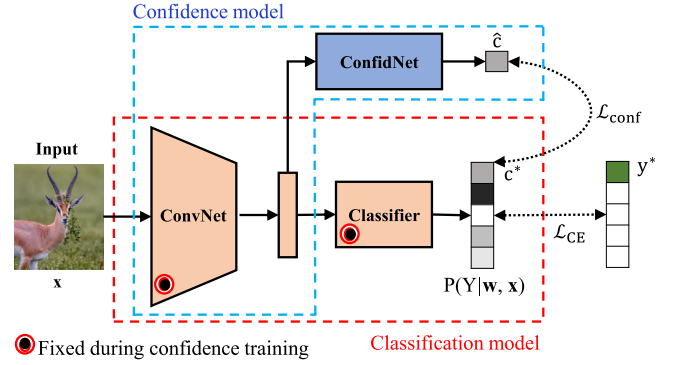 Confidence model
ĉ
ConfidNet
ℒconf
Input
c*
y*
ConvNet
Classifier
ℒCE
x
P(Y|w, x)
Fixed during confidence training
Classification model